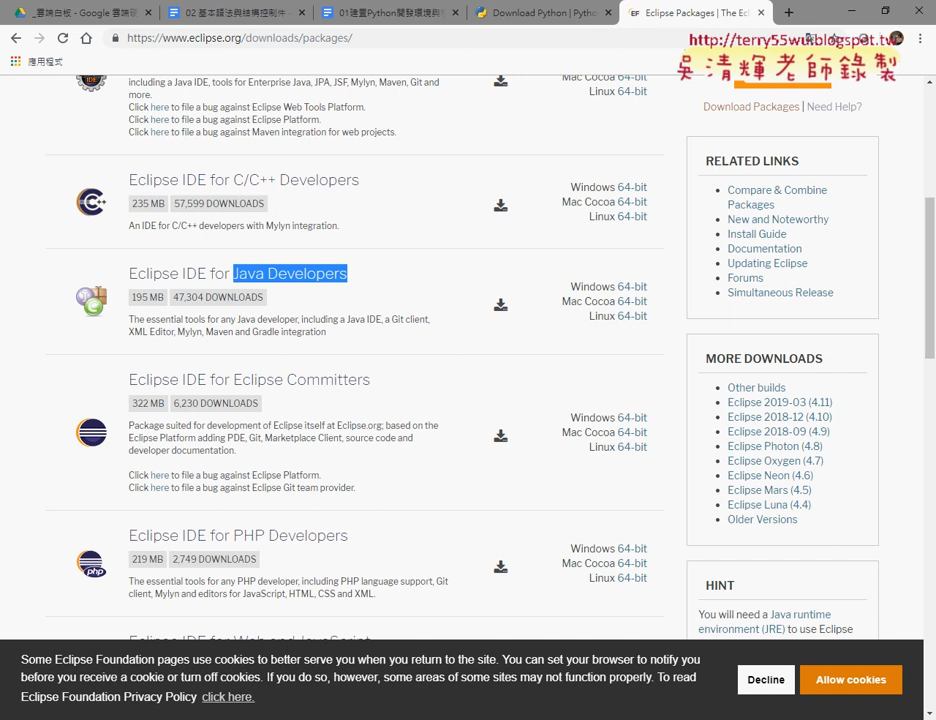 _雲端白板 - Google 雲端硬
02 基本語法與結構控制件 -
01建置Python開發環境與
Download Python | Pytho
Eclipse Packages | The Ecl
https://www.eclipse.org/downloads/packages/
http://terry55wu.blogspot.tw
應用程式
吳清輝老師錄製
including a Java IDE, tools for Enterprise Java, JPA, JSF, Mylyn, Maven, Git and
more.
Click here to file a bug against Eclipse Web Tools Platform.
Click here to file a bug against Eclipse Platform.
Click here to file a bug against Maven integration for web projects.
Mac Cocoa 64-bit
Linux 64-bit
Download Packages | Need Help?
Eclipse IDE for C/C++ Developers
235 MB 57,599 DOWNLOADS
An IDE for C/C++ developers with Mylyn integration.
Windows 64-bit
Mac Cocoa 64-bit
Linux 64-bit
Eclipse IDE for Java Developers
195 MB 47,304 DOWNLOADS
The essential tools for any Java developer, including a Java IDE, a Git client,
XML Editor, Mylyn, Maven and Gradle integration
Windows 64-bit
Mac Cocoa 64-bit
Linux 64-bit
Eclipse IDE for Eclipse Committers
322 MB 6,230 DOWNLOADS
Package suited for development of Eclipse itself at Eclipse.org; based on the
Eclipse Platform adding PDE, Git, Marketplace Client, source code and
developer documentation.
Click here to file a bug against Eclipse Platform.
Click here to file a bug against Eclipse Git team provider.
Windows 64-bit
Mac Cocoa 64-bit
Linux 64-bit
Eclipse IDE for PHP Developers
219 MB 2,749 DOWNLOADS
The essential tools for any PHP developer, including PHP language support, Git
client, Mylyn and editors for JavaScript, HTML, CSS and XML.
Windows 64-bit
Mac Cocoa 64-bit
Linux 64-bit
Eclipse IDE for Web and JavaScript
RELATED LINKS
Compare & Combine
Packages
New and Noteworthy
Install Guide
Documentation
Updating Eclipse
Forums
Simultaneous Release
MORE DOWNLOADS
Other builds
Eclipse 2019-03 (4.11)
Eclipse 2018-12 (4.10)
Eclipse 2018-09 (4.9)
Eclipse Photon (4.8)
Eclipse Oxygen (4.7)
Eclipse Neon (4.6)
Eclipse Mars (4.5)
Eclipse Luna (4.4)
Older Versions
HINT
You will need a Java runtime
environment (JRE) to use Eclipse
Some Eclipse Foundation pages use cookies to better serve you when you return to the site. You can set your browser to notify you
before you receive a cookie or turn off cookies. If you do so, however, some areas of some sites may not function properly. To read
Eclipse Foundation Privacy Policy click here.
Decline
Allow cookies